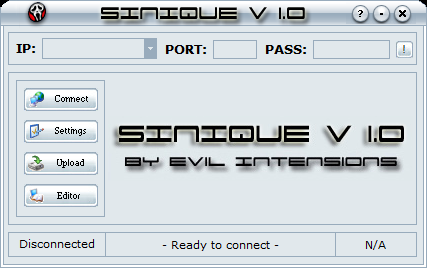 SINIQUE V 1.0
? - X
IP: PORT: PASS: !
Connect
Settings
Upload
Editor
SINIQUE V 1.0
BY EVIL INTENSIONS
Disconnected - Ready to connect - N/A